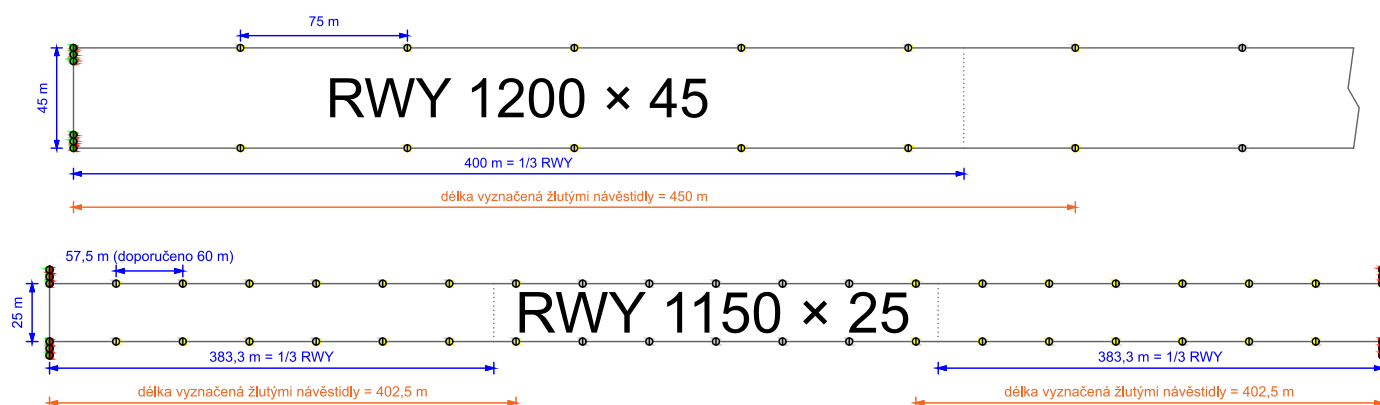 75 m
45 m
RWY 1200 × 45
400 m = 1/3 RWY
délka vyznačená žlutými návěstidly = 450 m
57,5 m (doporučeno 60 m)
25 m
RWY 1150 × 25
383,3 m = 1/3 RWY
383,3 m = 1/3 RWY
délka vyznačená žlutými návěstidly = 402,5 m
délka vyznačená žlutými návěstidly = 402,5 m